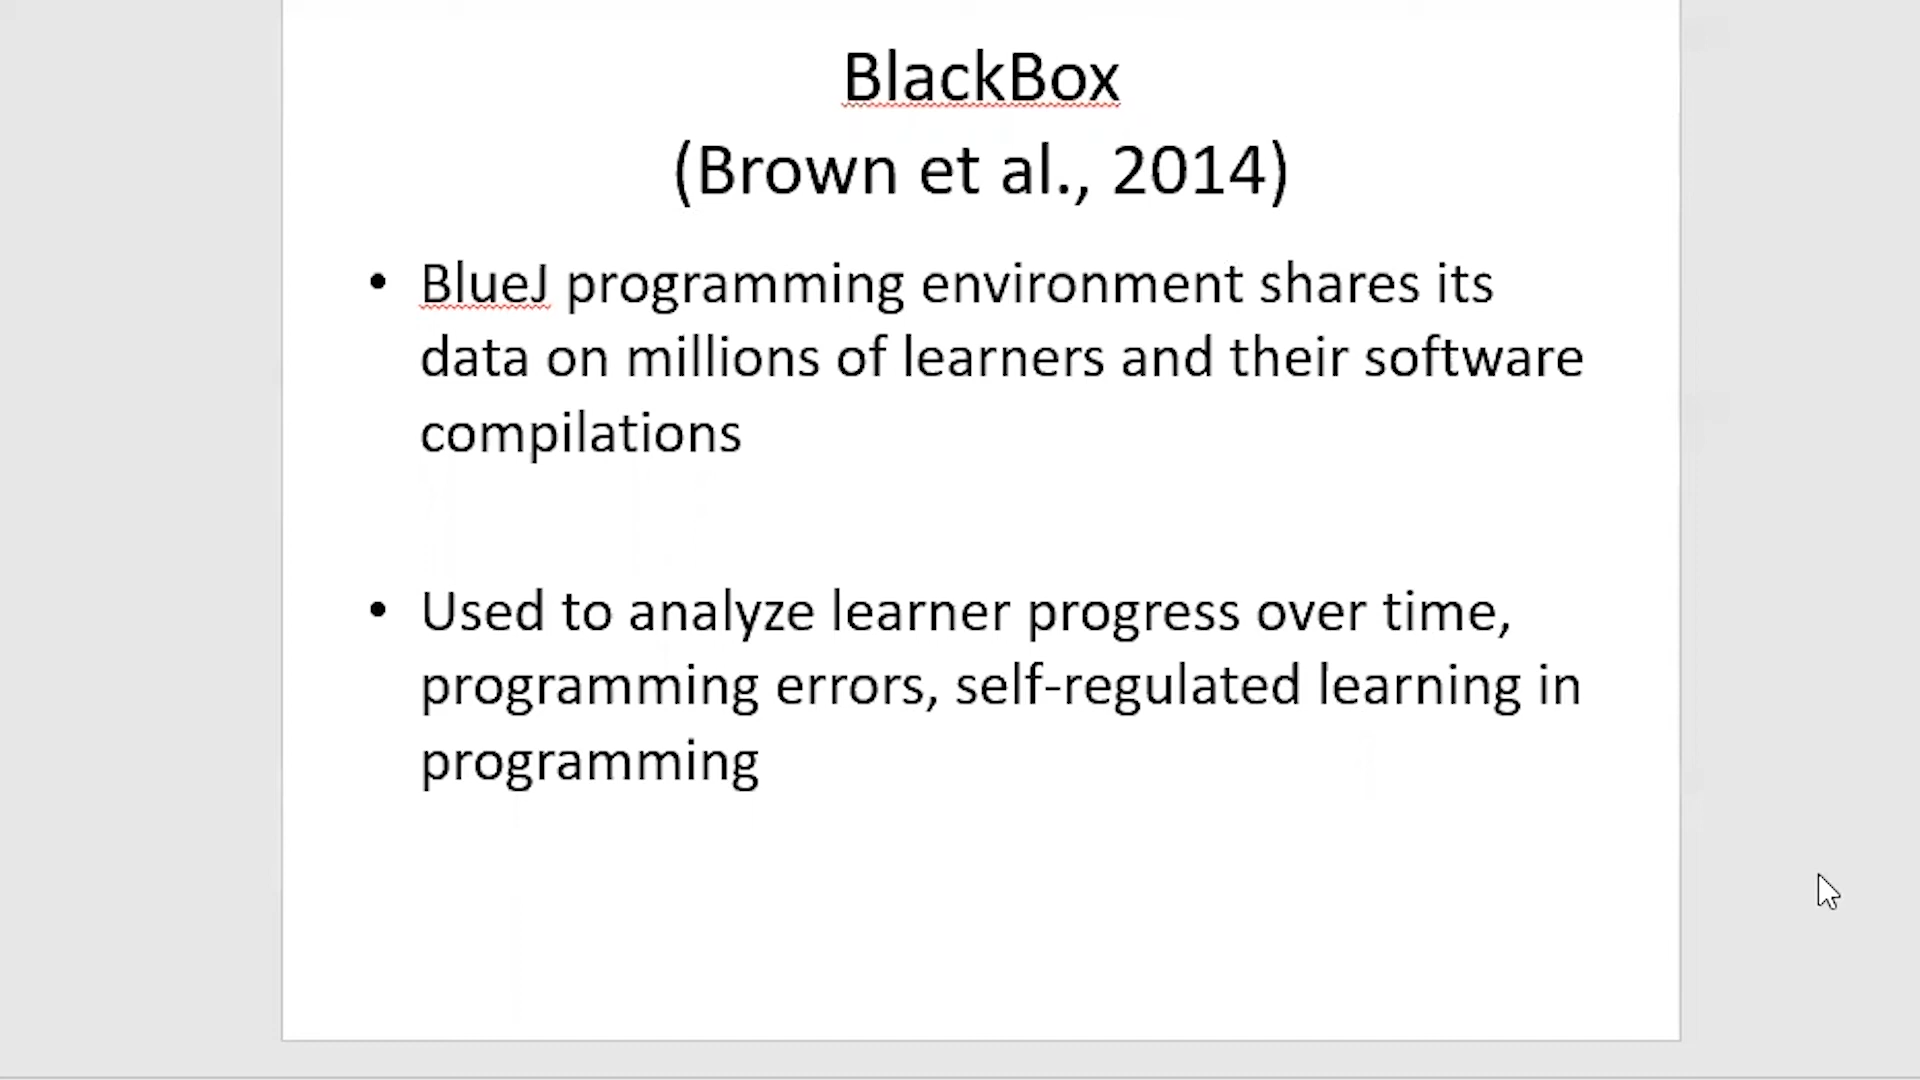 BlackBox
(Brown et al., 2014)
• BlueJ programming environment shares its
data on millions of learners and their software
compilations
• Used to analyze learner progress over time,
programming errors, self-regulated learning in
programming